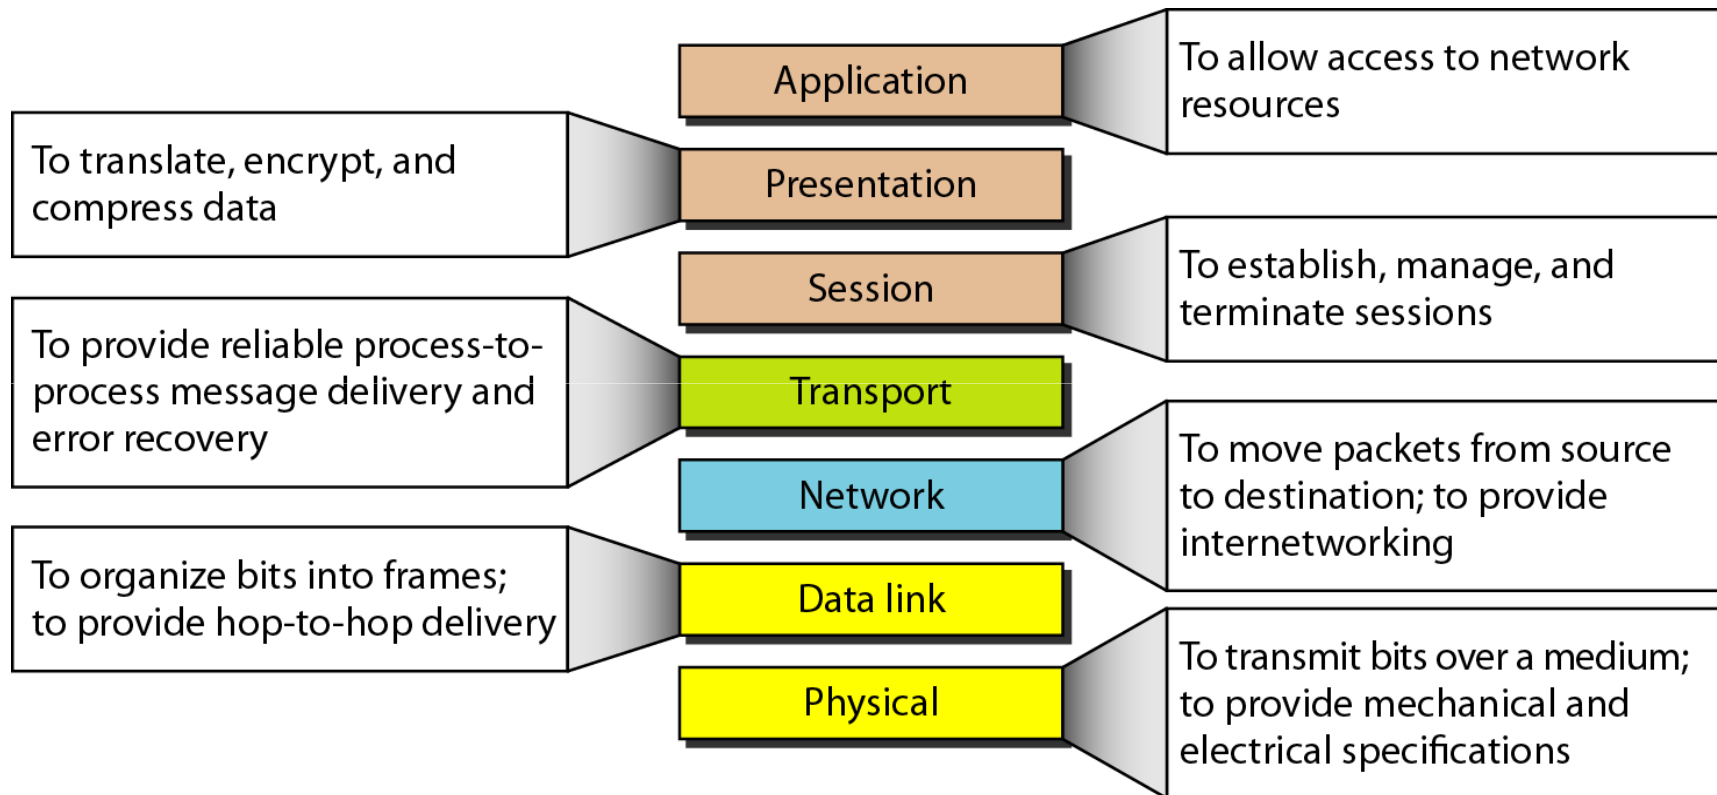 Application
To allow access to network
resources
To translate, encrypt, and
compress data
Presentation
Session
To establish, manage, and
terminate sessions
To provide reliable process-to-
process message delivery and
error recovery
Transport
Network
To move packets from source
to destination; to provide
internetworking
To organize bits into frames;
to provide hop-to-hop delivery
Data link
Physical
To transmit bits over a medium;
to provide mechanical and
electrical specifications